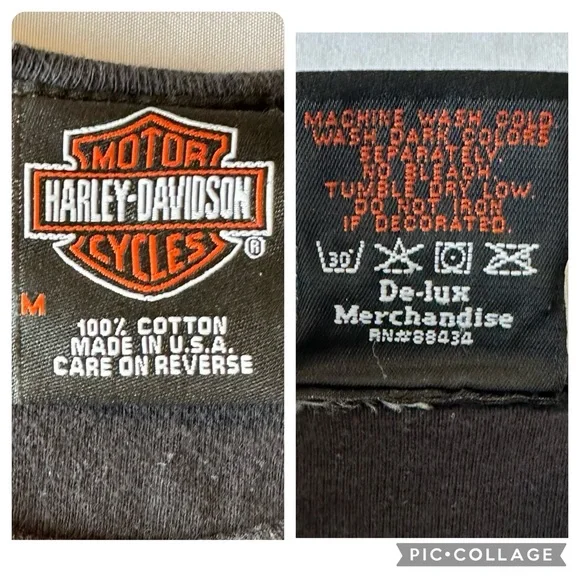 MOTOR
HARLEY-DAVIDSON
CYCLES
®
M
100% COTTON
MADE IN U.S.A.
CARE ON REVERSE
MACHINE WASH COLD
WASH DARK COLORS
SEPARATELY.
NO BLEACH.
TUMBLE DRY LOW.
DO NOT IRON
IF DECORATED.
30
De-lux
Merchandise
RN#88434
PIC•COLLAGE